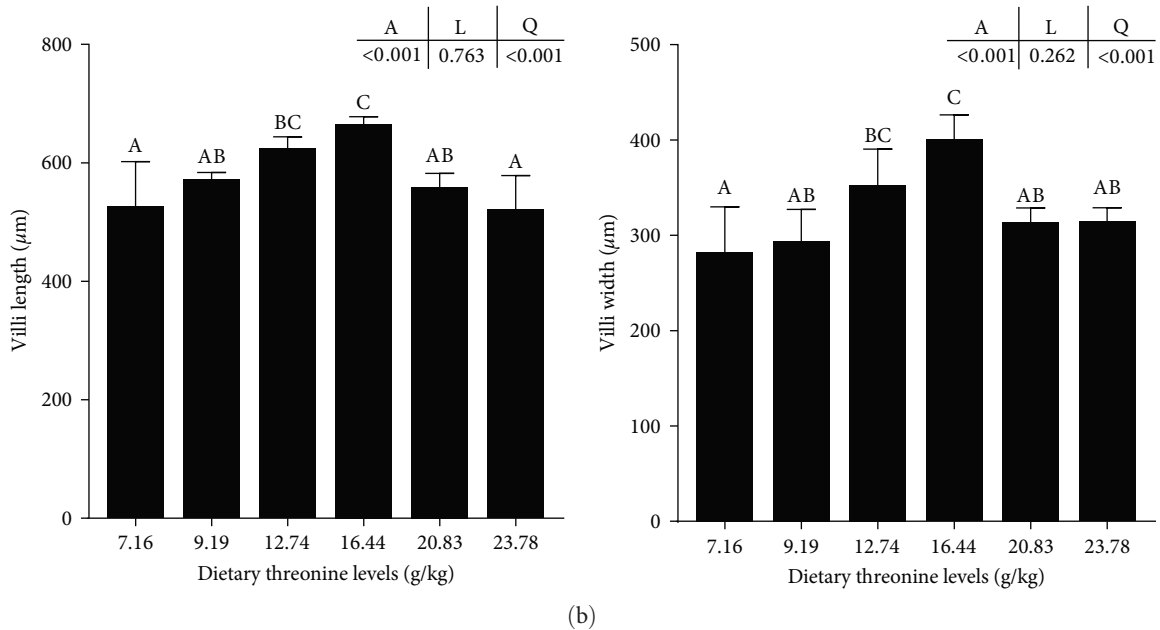 A L Q
<0.001 0.763 <0.001
800
600
400
200
0
Villi length (μm)
A
AB
BC
C
AB
A
7.16 9.19 12.74 16.44 20.83 23.78
Dietary threonine levels (g/kg)
A L Q
<0.001 0.262 <0.001
500
400
300
200
100
0
Villi width (μm)
A
AB
BC
C
AB
AB
7.16 9.19 12.74 16.44 20.83 23.78
Dietary threonine levels (g/kg)
(b)